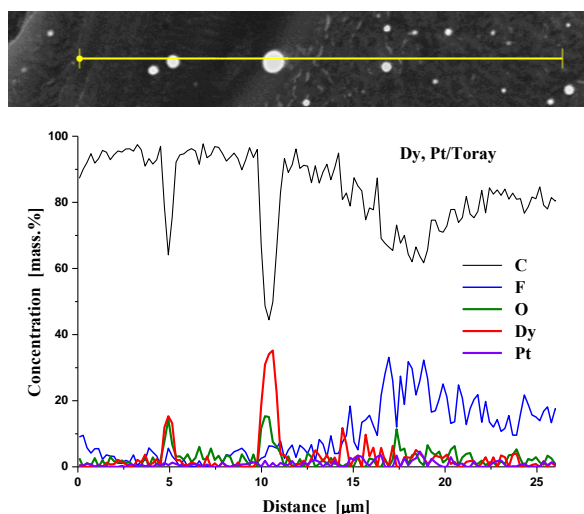 100
80
60
40
20
0
Concentration [mass.%]
Dy, Pt/Toray
C
F
O
Dy
Pt
0 5 10 15 20 25
Distance [μm]